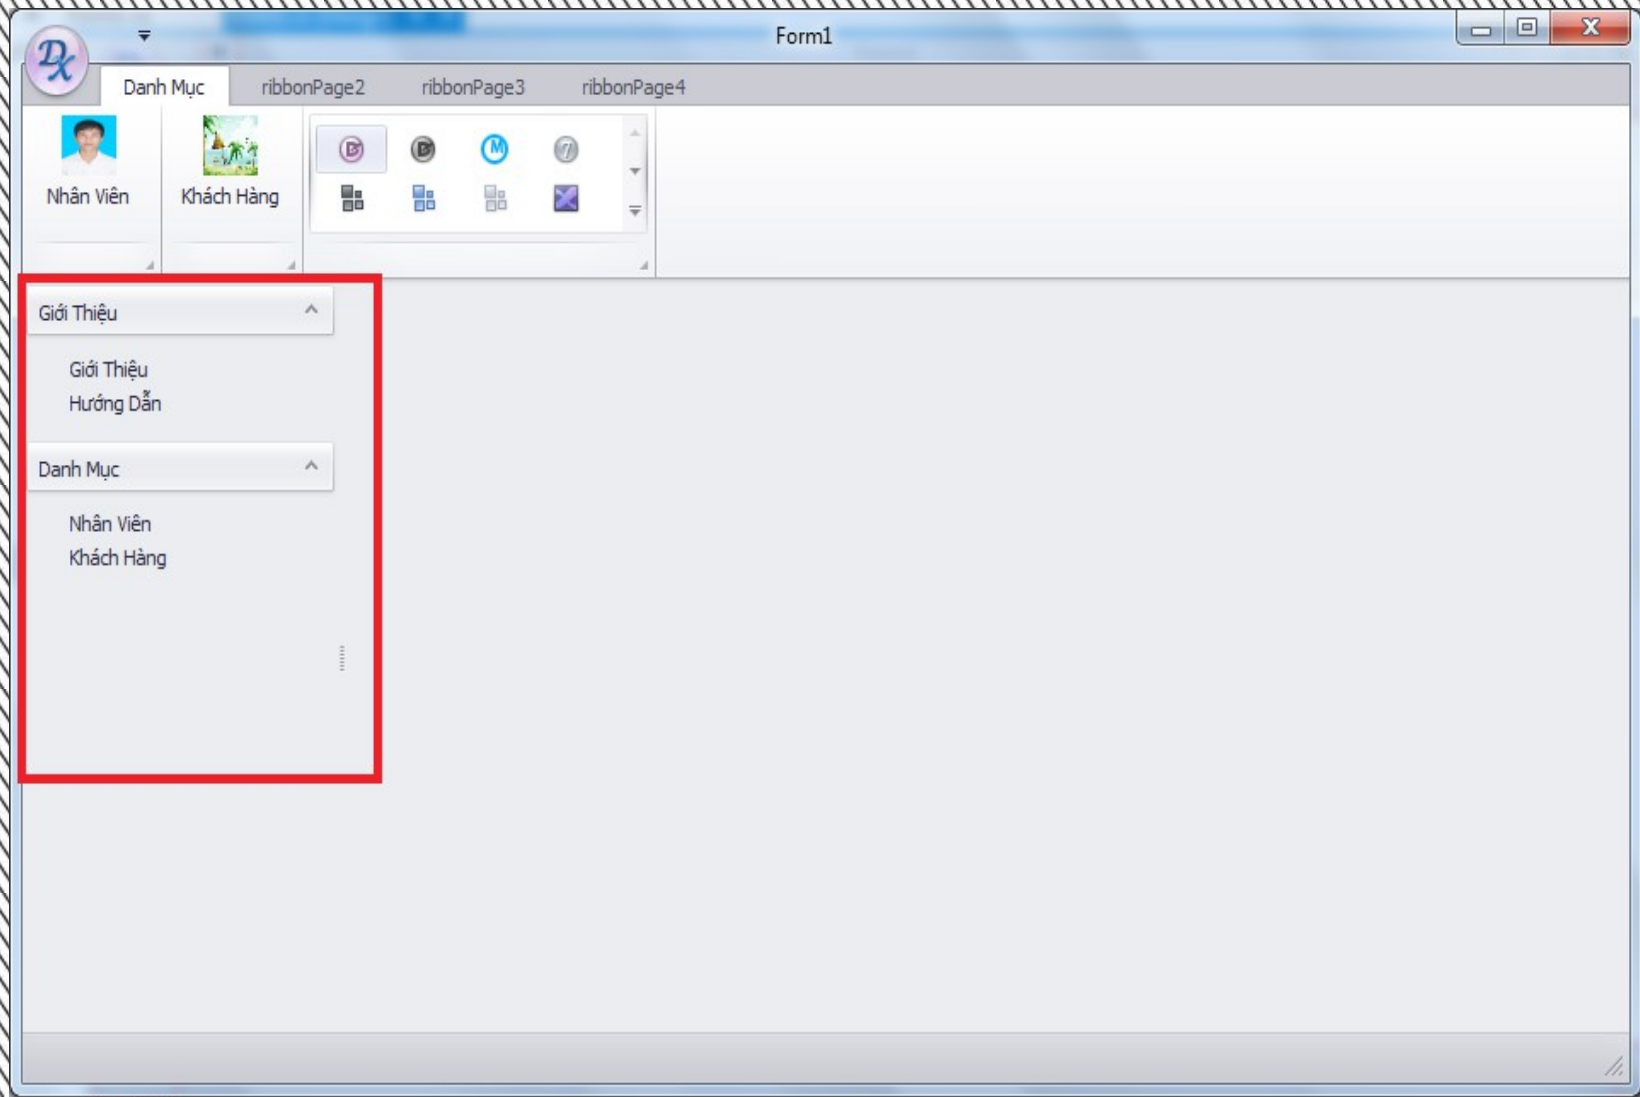 Form1
Danh Mục ribbonPage2 ribbonPage3 ribbonPage4
Nhân Viên Khách Hàng
Giới Thiệu
Giới Thiệu
Hướng Dẫn
Danh Mục
Nhân Viên
Khách Hàng